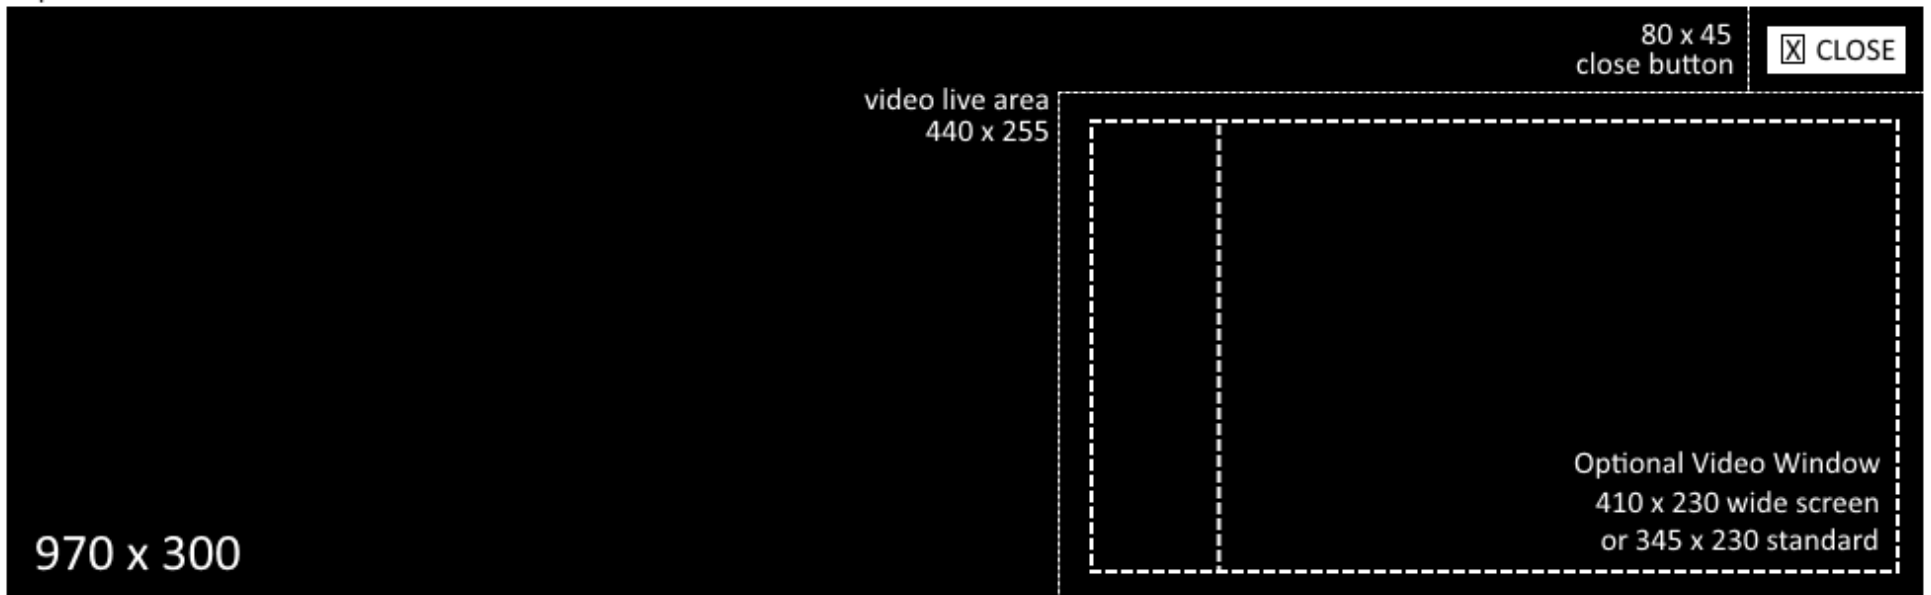 80 x 45
close button
X CLOSE
video live area
440 x 255
Optional Video Window
410 x 230 wide screen
or 345 x 230 standard
970 x 300